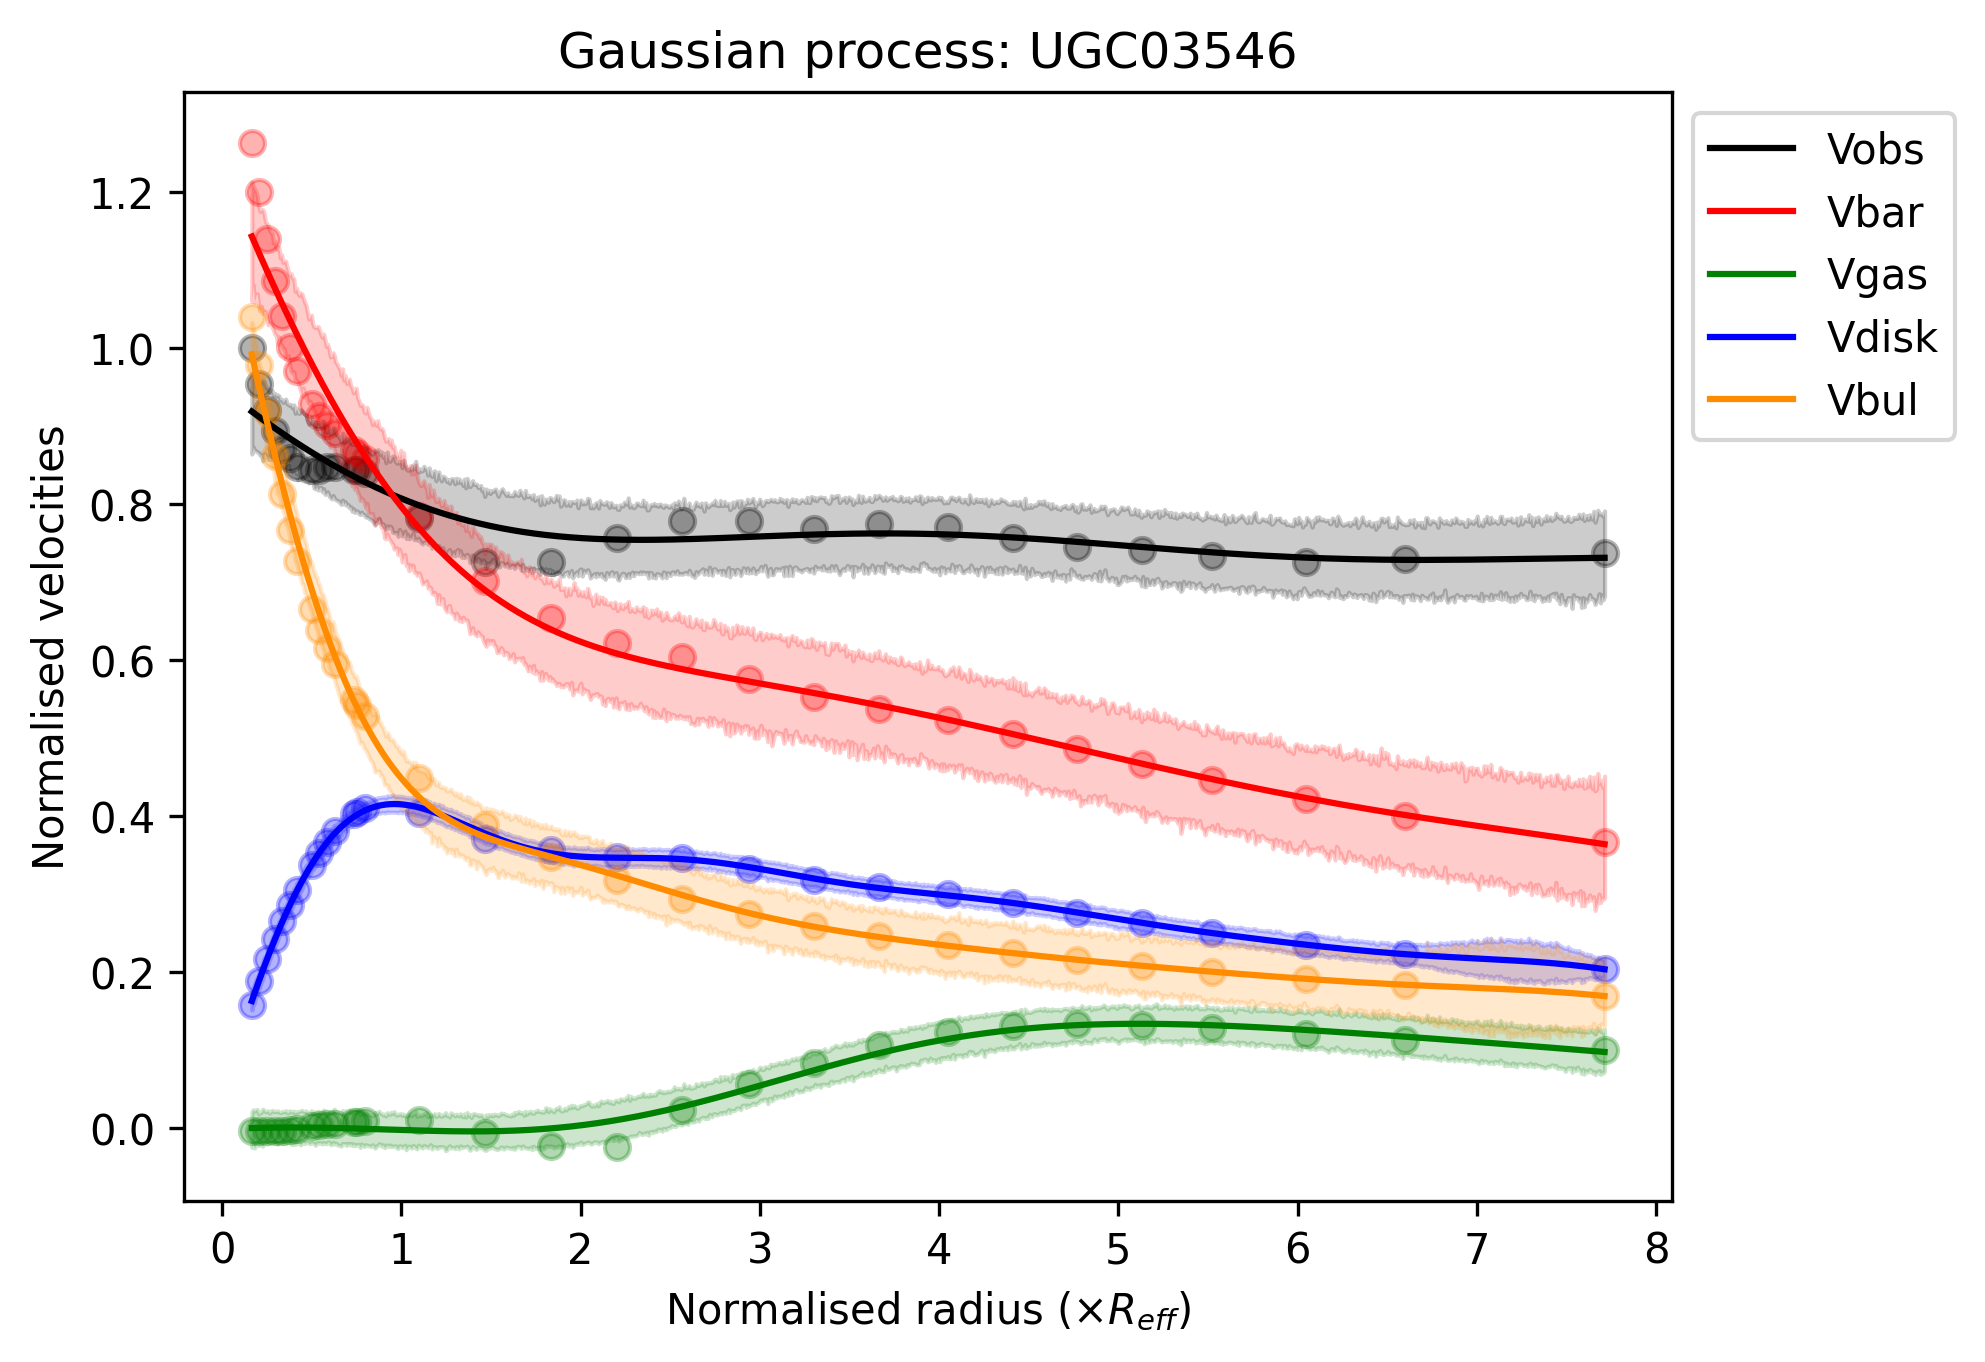 Gaussian process: UGC03546
Vobs
Vbar
Vgas
Vdisk
Vbul
Normalised velocities
1.2
1.0
0.8
0.6
0.4
0.2
0.0
0 1 2 3 4 5 6 7 8
Normalised radius (×R_eff)